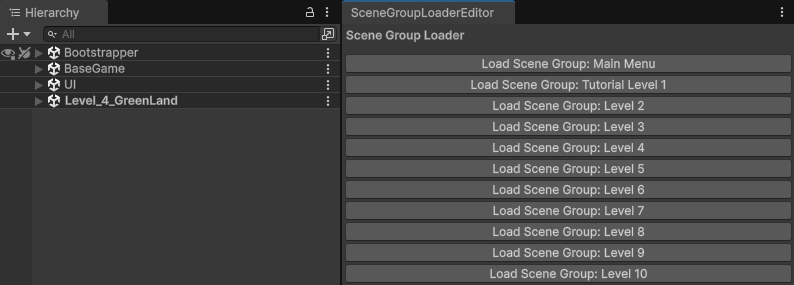 Hierarchy
All
Bootstrapper
BaseGame
UI
Level_4_GreenLand
SceneGroupLoaderEditor
Scene Group Loader
Load Scene Group: Main Menu
Load Scene Group: Tutorial Level 1
Load Scene Group: Level 2
Load Scene Group: Level 3
Load Scene Group: Level 4
Load Scene Group: Level 5
Load Scene Group: Level 6
Load Scene Group: Level 7
Load Scene Group: Level 8
Load Scene Group: Level 9
Load Scene Group: Level 10